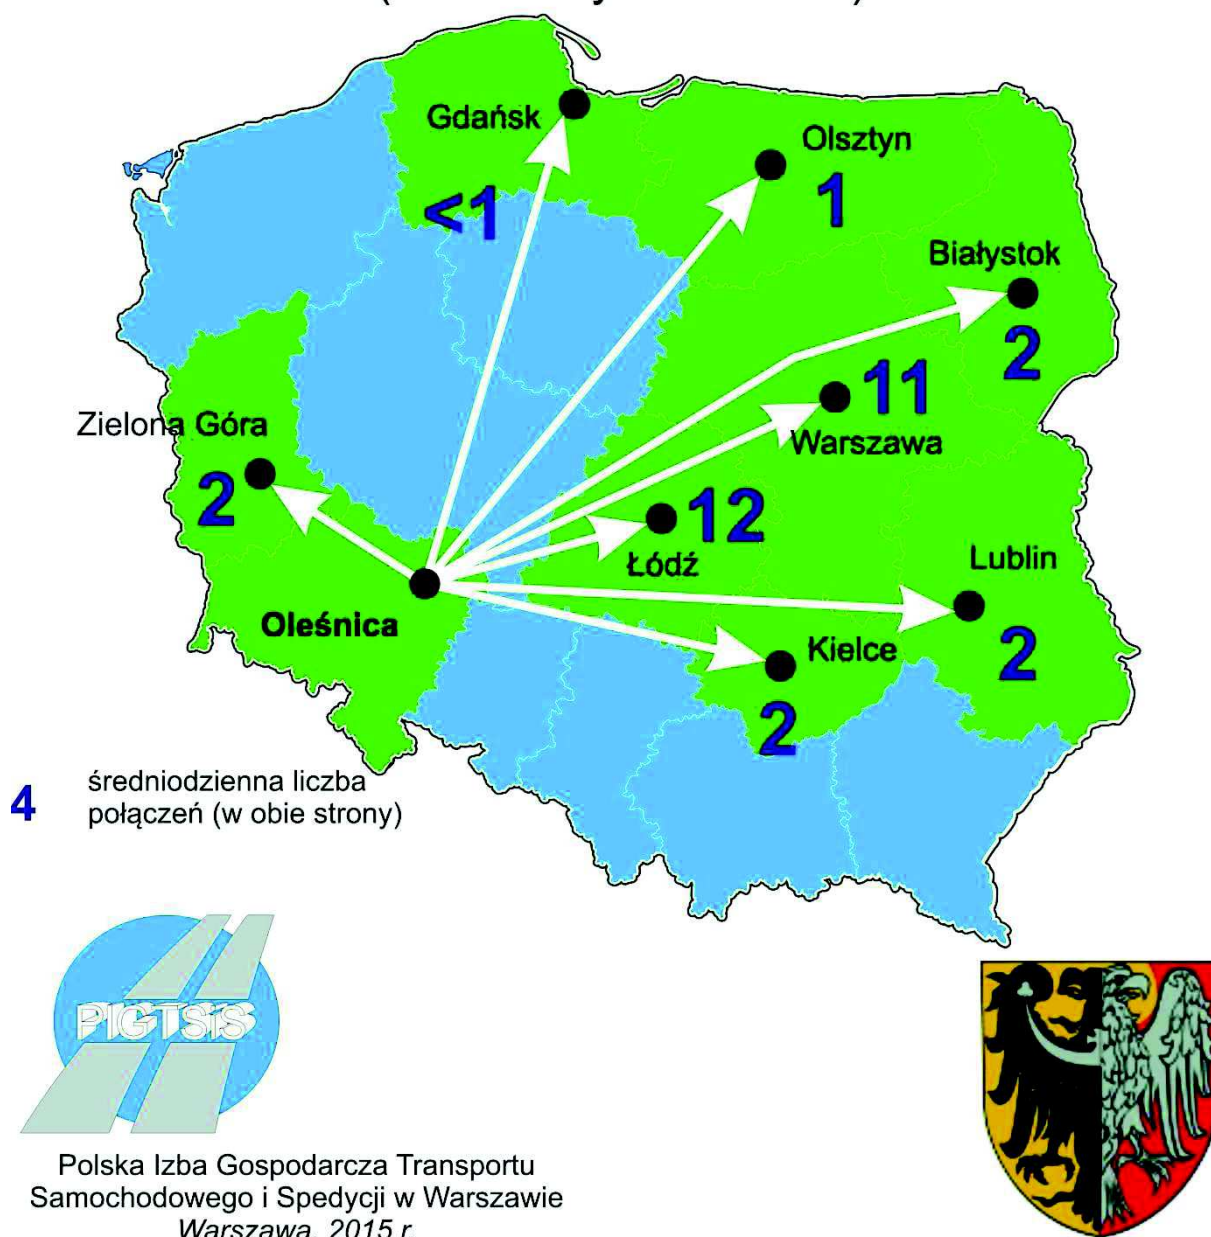 Gdańsk
Olsztyn
<1
1
Białystok
2
11
Warszawa
Zielona Góra
2
12
Łódź
Lublin
Oleśnica
2
Kielce
2
4
średniodzienna liczba
połączeń (w obie strony)
PIGTSiS
Polska Izba Gospodarcza Transportu
Samochodowego i Spedycji w Warszawie
Warszawa, 2015 r.